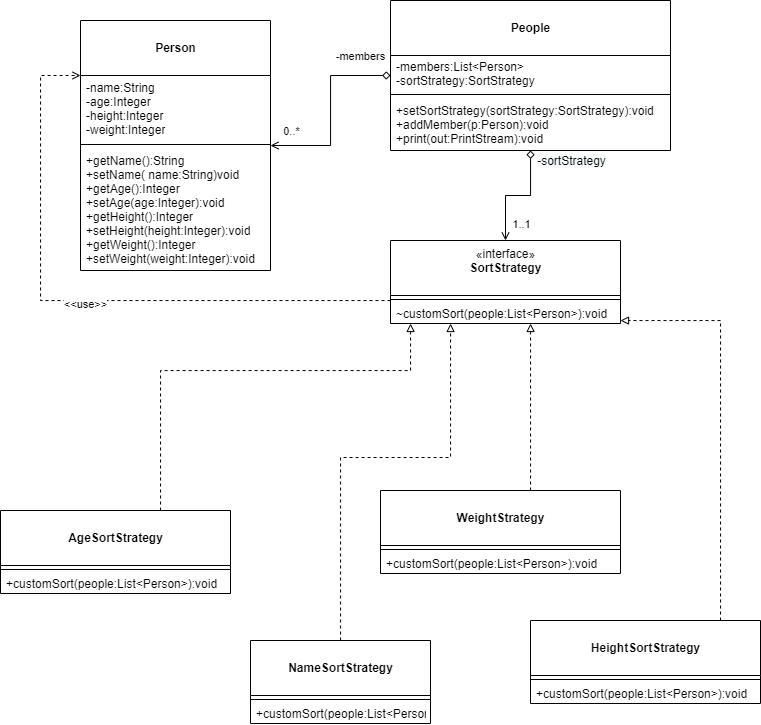 Person
-name:String
-age:Integer
-height:Integer
-weight:Integer
+getName():String
+setName( name:String)void
+getAge():Integer
+setAge(age:Integer):void
+getHeight():Integer
+setHeight(height:Integer):void
+getWeight():Integer
+setWeight(weight:Integer):void
-members
0..*
People
-members:List<Person>
-sortStrategy:SortStrategy
+setSortStrategy(sortStrategy:SortStrategy):void
+addMember(p:Person):void
+print(out:PrintStream):void
-sortStrategy
1..1
«interface»
SortStrategy
~customSort(people:List<Person>):void
<<use>>
AgeSortStrategy
+customSort(people:List<Person>):void
WeightStrategy
+customSort(people:List<Person>):void
NameSortStrategy
+customSort(people:List<Person
HeightSortStrategy
+customSort(people:List<Person>):void